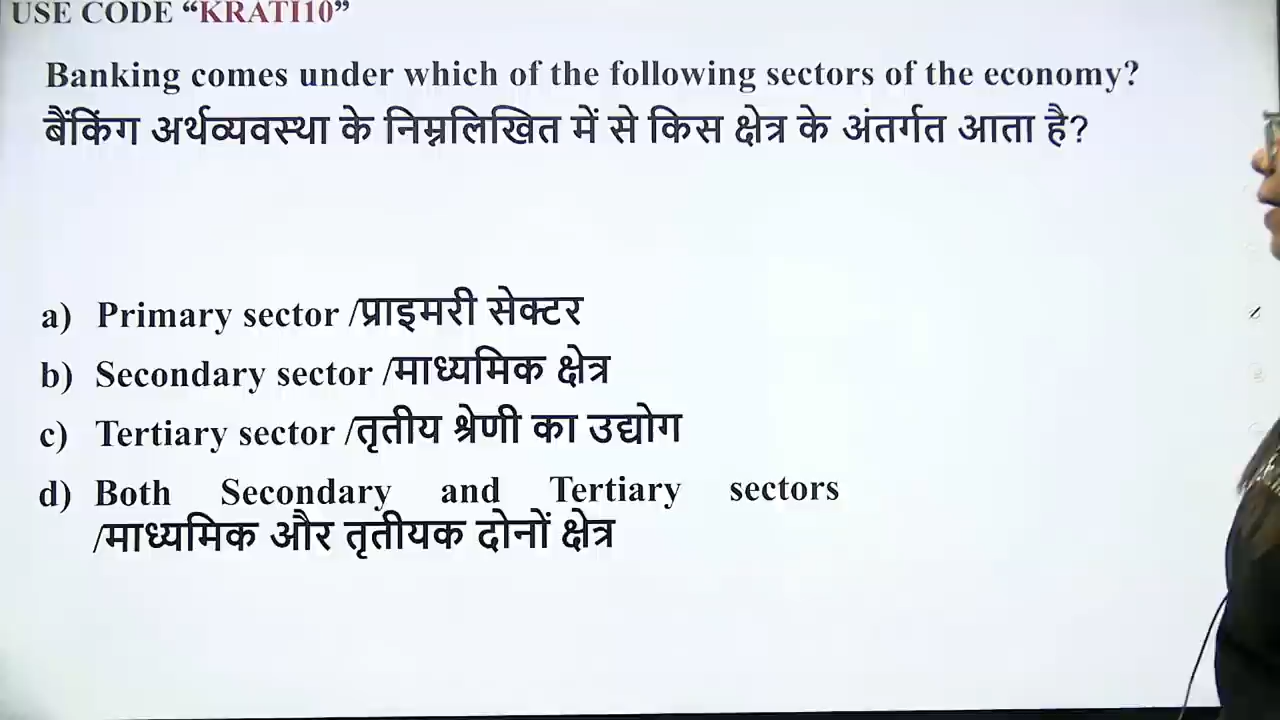 USE CODE “KRATI10”
Banking comes under which of the following sectors of the economy?
बैंकिंग अर्थव्यवस्था के निम्नलिखित में से किस क्षेत्र के अंतर्गत आता है?
a) Primary sector /प्राइमरी सेक्टर
b) Secondary sector /माध्यमिक क्षेत्र
c) Tertiary sector /तृतीय श्रेणी का उद्योग
d) Both Secondary and Tertiary sectors
/माध्यमिक और तृतीयक दोनों क्षेत्र